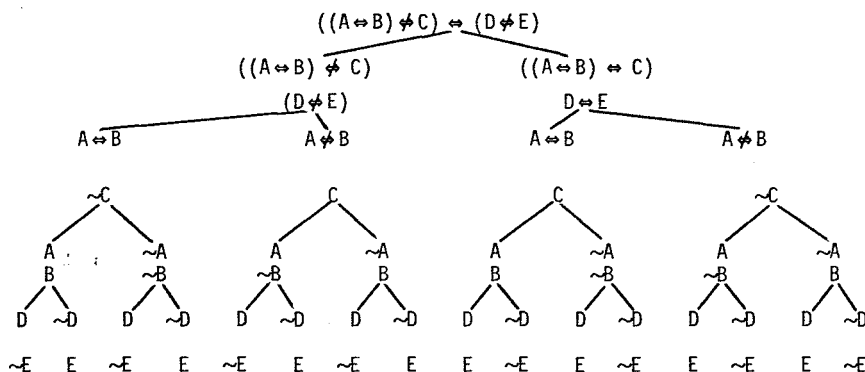 ((A⇔B)⇎C) ⇔ (D⇎E)
((A⇔B) ⇎ C) ((A⇔B) ⇔ C)
(D⇎E) D⇔E
A⇔B A⇎B A⇔B A⇎B
~C C C ~C
A ~A A ~A A ~A A ~A
B ~B ~B B B ~B ~B B
D ~D D ~D D ~D D ~D D ~D D ~D D ~D D ~D
~E E ~E E ~E E ~E E E ~E E ~E E ~E E ~E